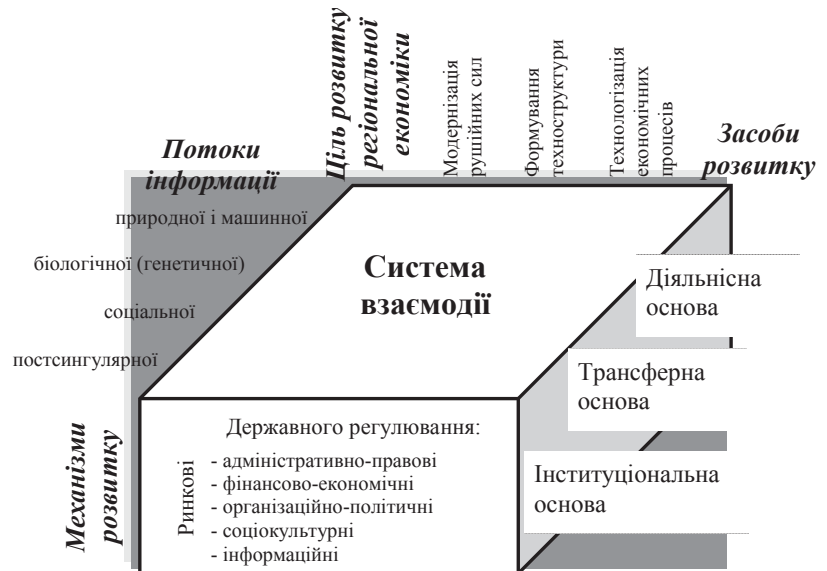 Ціль розвитку
регіональної
економіки
Модернізація
рушійних сил
Формування
техноструктури
Технологізація
економічних
процесів
Засоби
розвитку
Потоки
інформації
природної і машинної
біологічної (генетичної)
соціальної
постсингулярної
Система
взаємодії
Діяльнісна
основа
Трансферна
основа
Інституціональна
основа
Механізми
розвитку
Ринкові
Державного регулювання:
- адміністративно-правові
- фінансово-економічні
- організаційно-політичні
- соціокультурні
- інформаційні